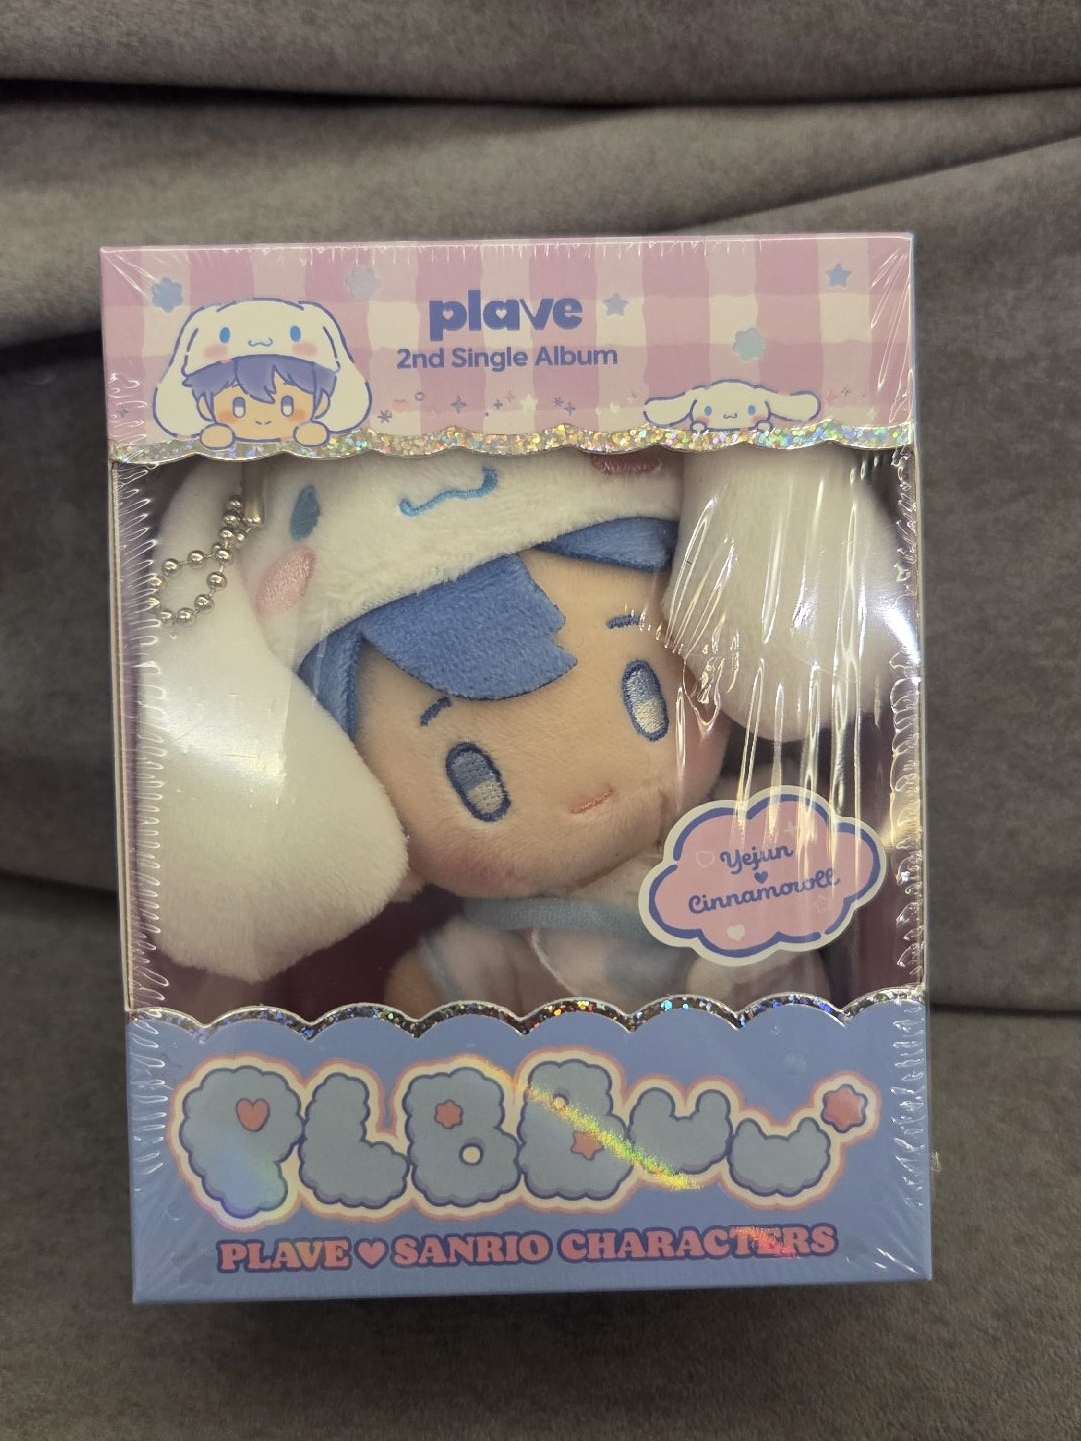 plave
2nd Single Album
Yejun
Cinnamoroll
PLBBUU
PLAVE SANRIO CHARACTERS